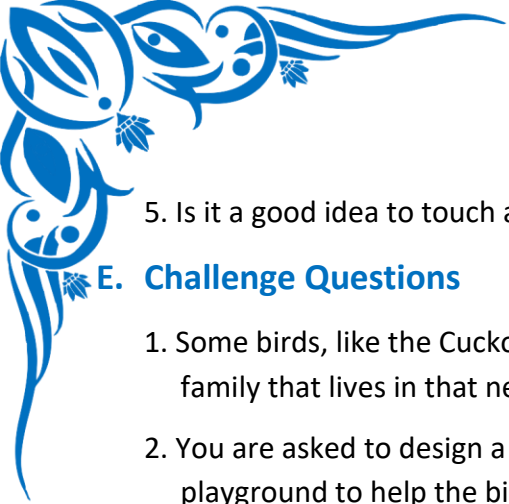 5. Is it a good idea to touch a
E. Challenge Questions
1. Some birds, like the Cucko
family that lives in that ne
2. You are asked to design a
playground to help the bi